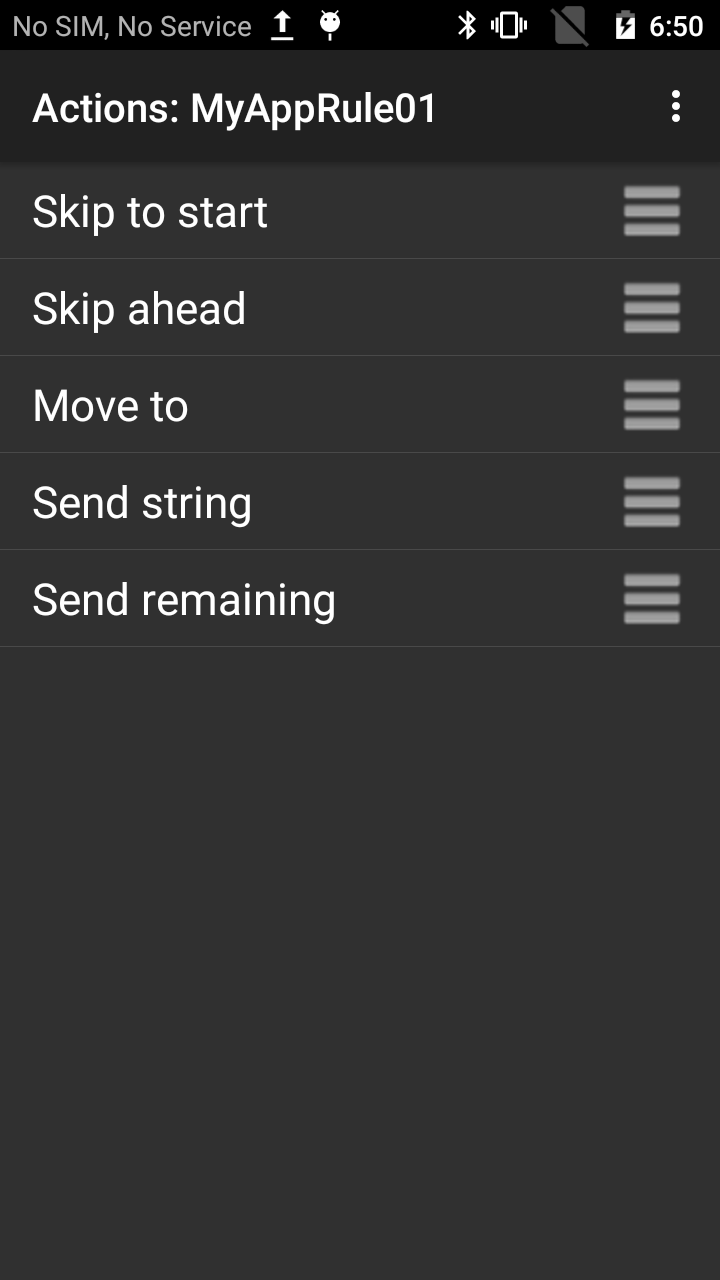 No SIM, No Service 6:50
Actions: MyAppRule01
Skip to start
Skip ahead
Move to
Send string
Send remaining